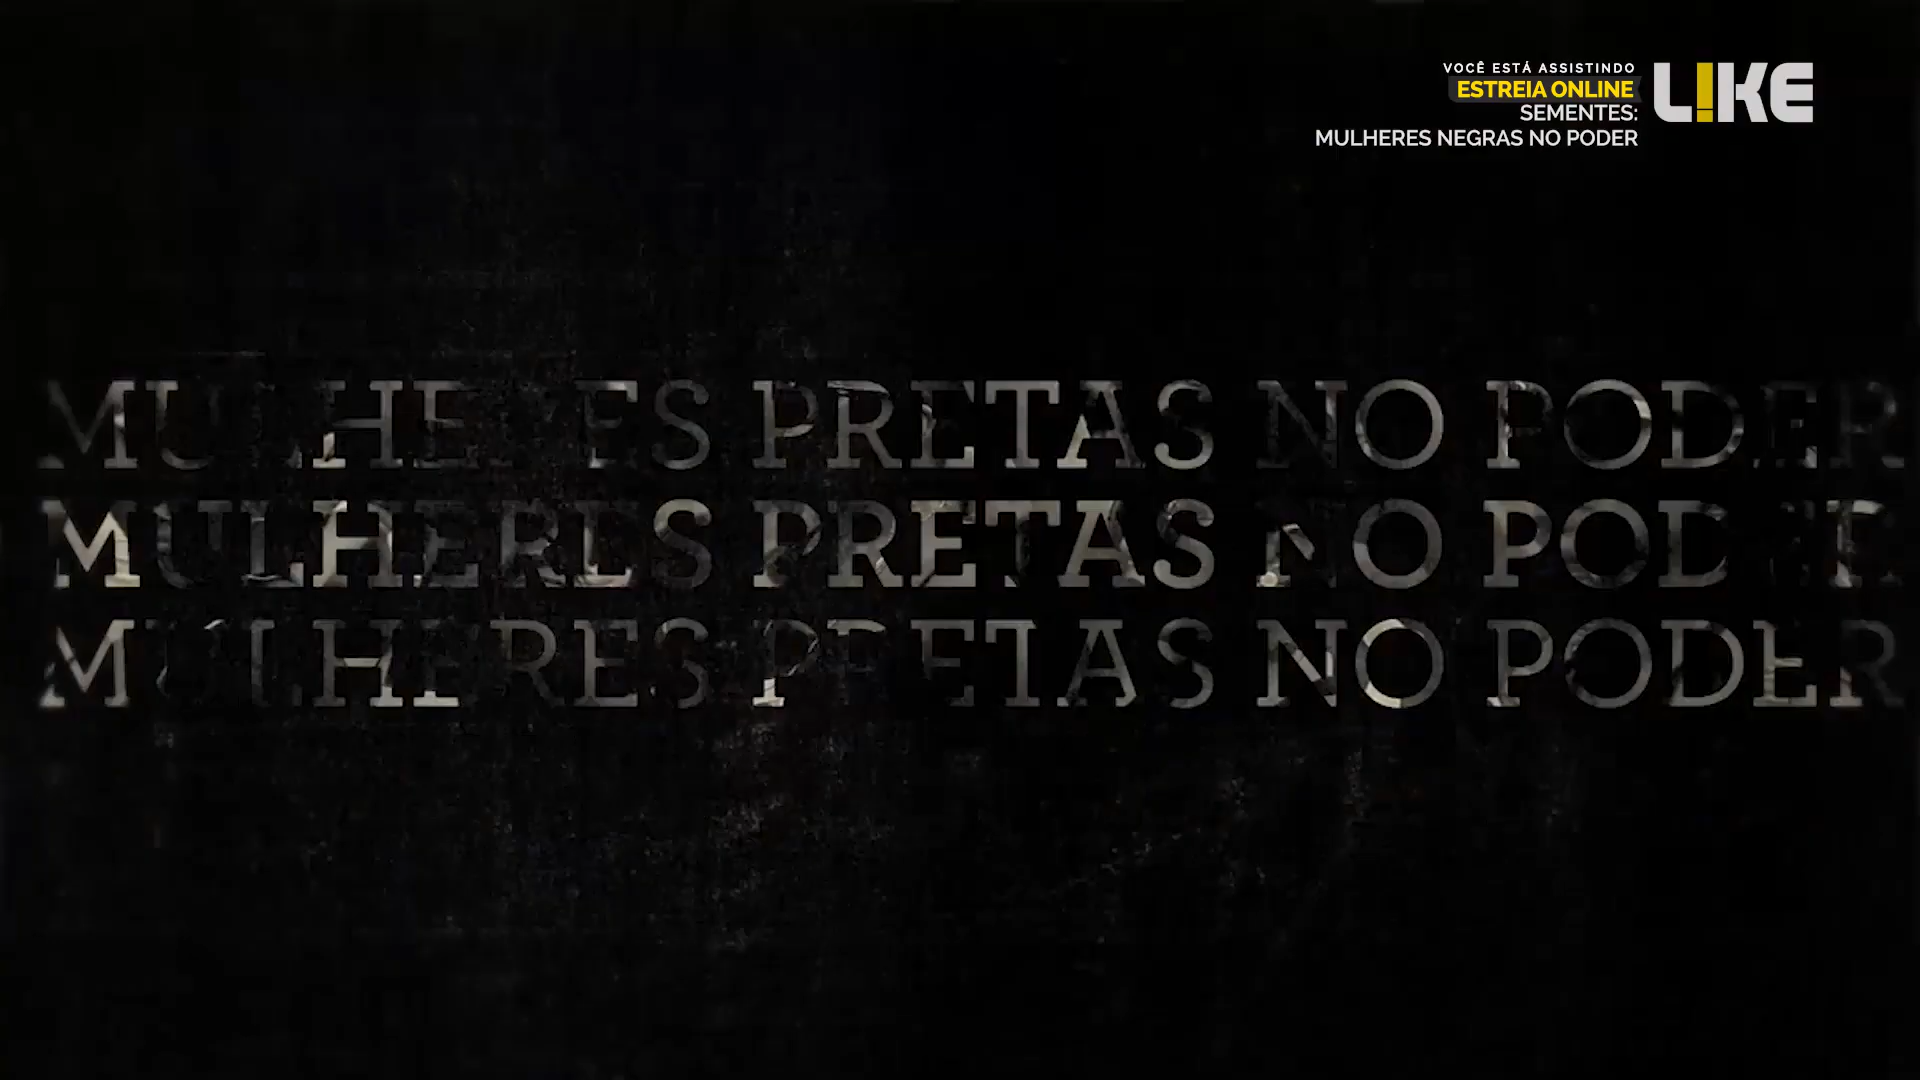 VOCÊ ESTÁ ASSISTINDO
ESTREIA ONLINE
SEMENTES:
MULHERES NEGRAS NO PODER
L!KE
MULHERES PRETAS NO PODER
MULHERES PRETAS NO PODER
MULHERES PRETAS NO PODER